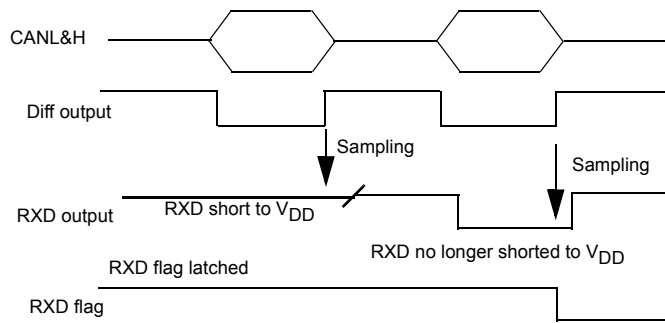 CANL&H
Diff output
Sampling
Sampling
RXD output
RXD short to VDD
RXD no longer shorted to VDD
RXD flag latched
RXD flag